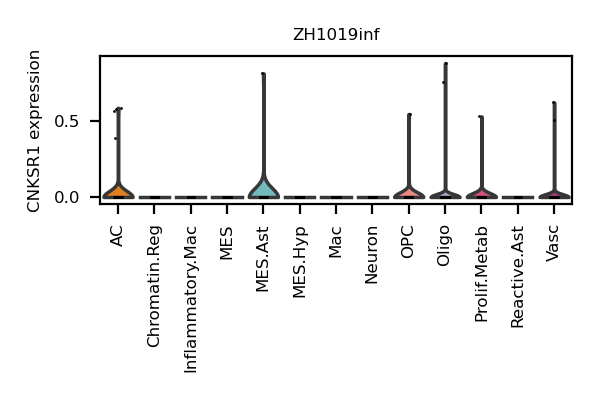 ZH1019inf
CNKSR1 expression
0.5
0.0
AC
Chromatin.Reg
Inflammatory.Mac
MES
MES.Ast
MES.Hyp
Mac
Neuron
OPC
Oligo
Prolif.Metab
Reactive.Ast
Vasc